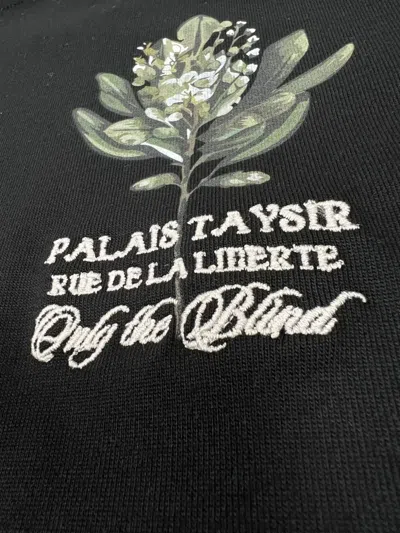 PALAIS TAYSIR
RUE DE LA LIBERTE
Only the Blind